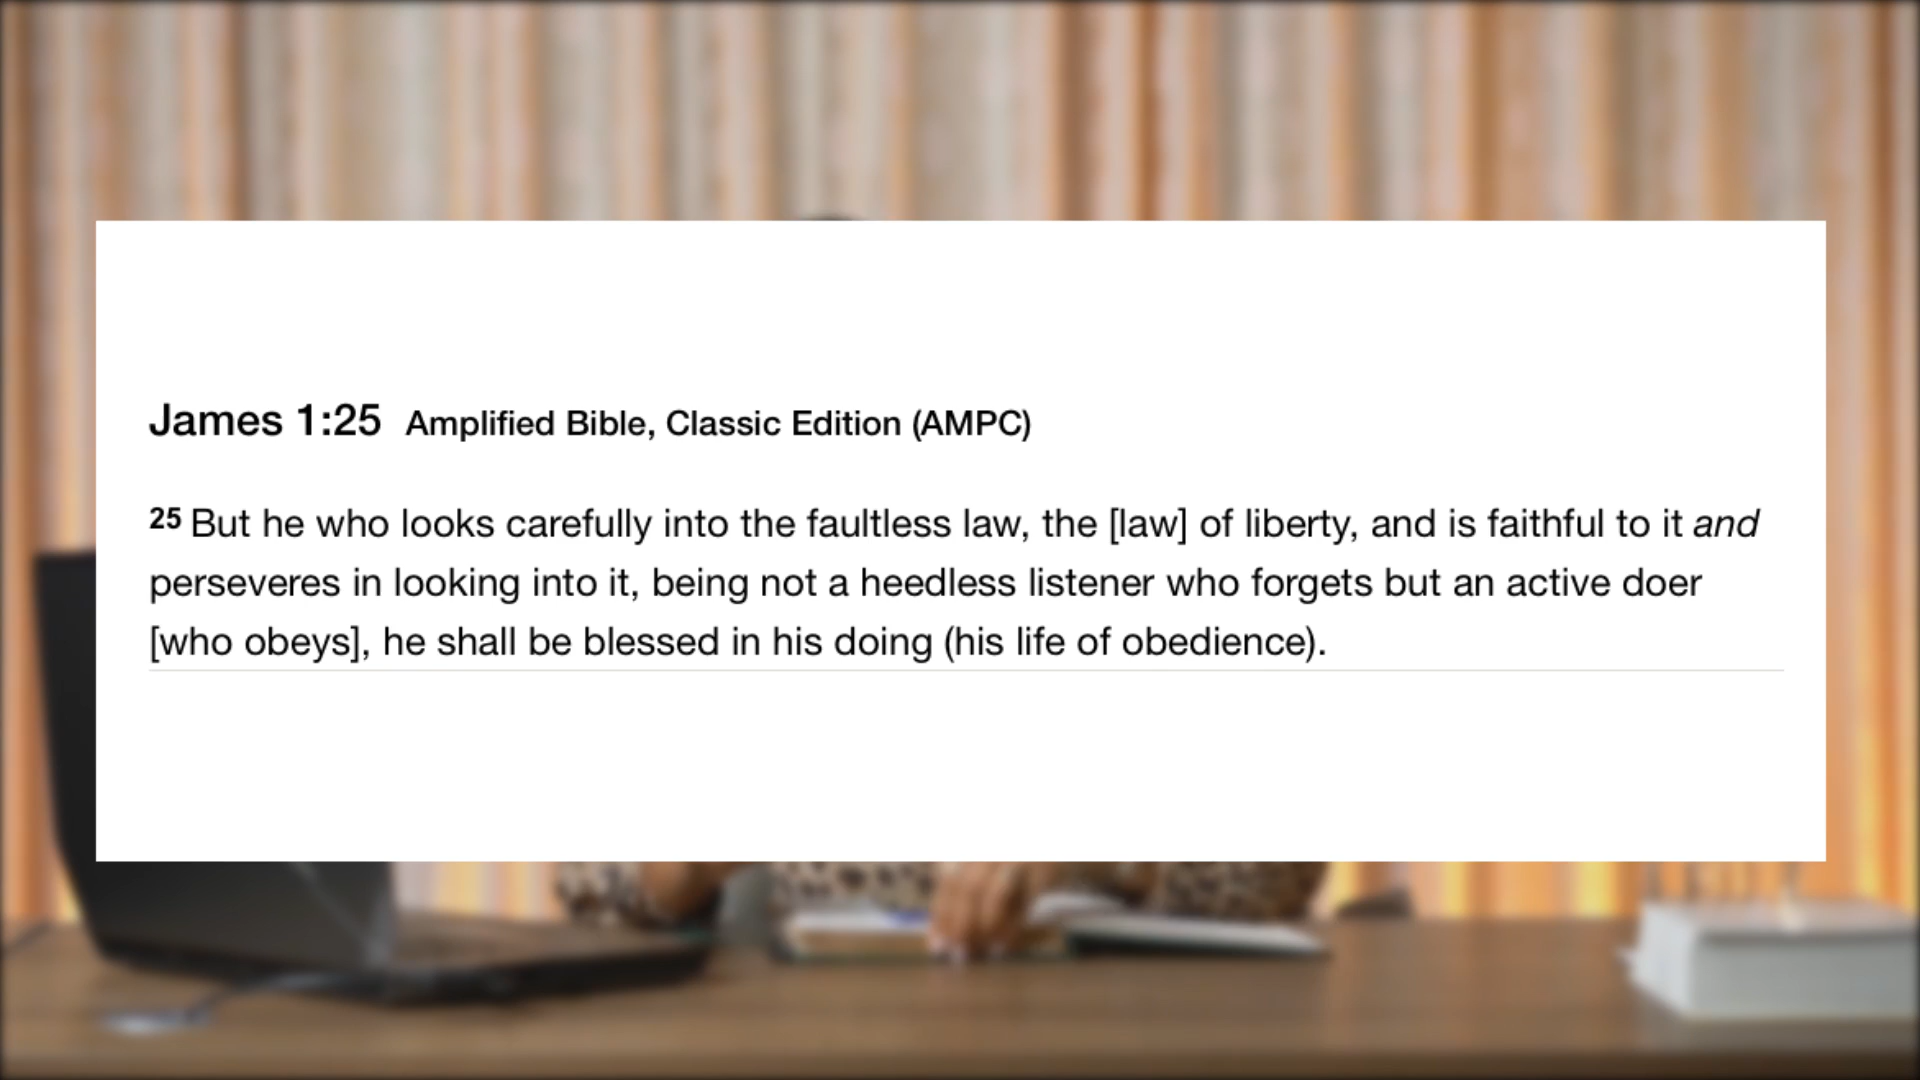 James 1:25 Amplified Bible, Classic Edition (AMPC)
25 But he who looks carefully into the faultless law, the [law] of liberty, and is faithful to it and
perseveres in looking into it, being not a heedless listener who forgets but an active doer
[who obeys], he shall be blessed in his doing (his life of obedience).